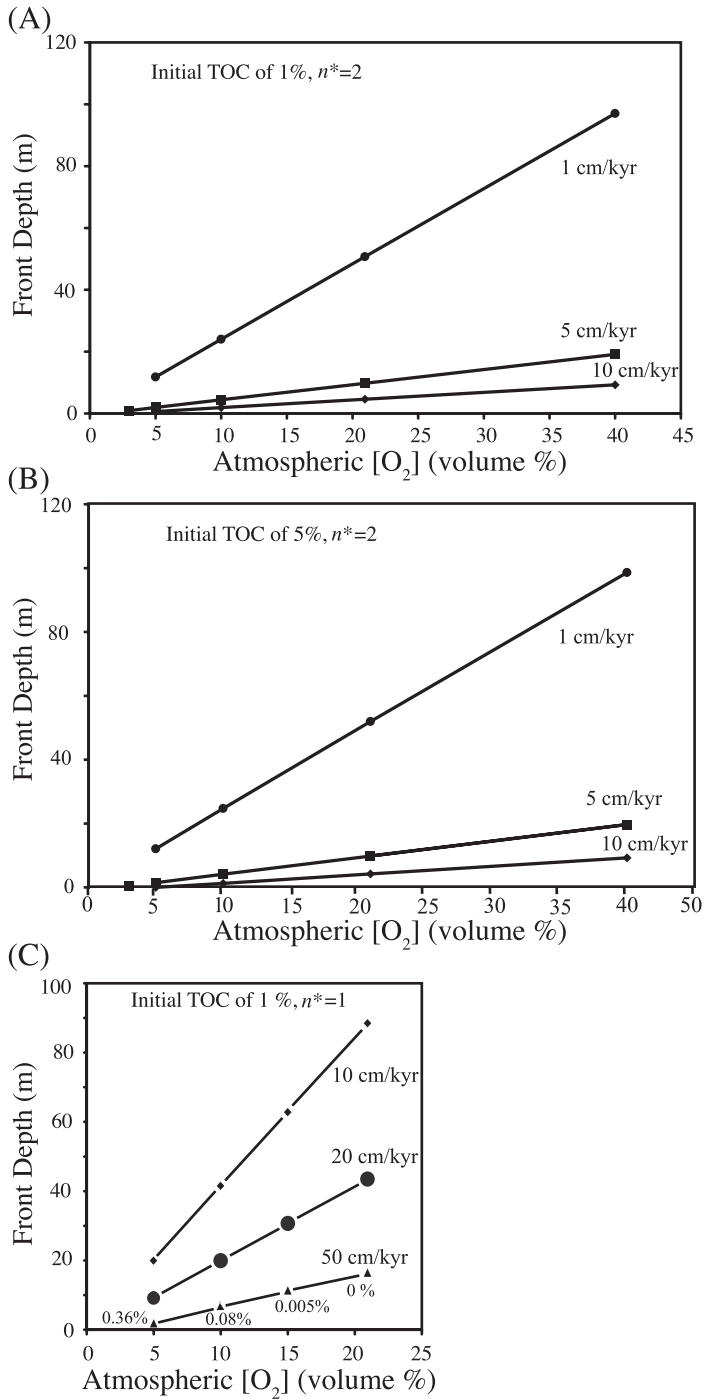 (A)
120
Initial TOC of 1%, n*=2
Front Depth (m)
80
1 cm/kyr
40
5 cm/kyr
10 cm/kyr
0
0 5 10 15 20 25 30 35 40 45
Atmospheric [O2] (volume %)
(B)
120
Initial TOC of 5%, n*=2
Front Depth (m)
80
1 cm/kyr
40
5 cm/kyr
10 cm/kyr
0
0 5 10 15 20 25 30 35 40 50
Atmospheric [O2] (volume %)
(C)
100
Initial TOC of 1 %, n*=1
Front Depth (m)
80
10 cm/kyr
60
20 cm/kyr
40
20
50 cm/kyr
0 %
0.005%
0.36% 0.08%
0
0 5 10 15 20 25
Atmospheric [O2] (volume %)